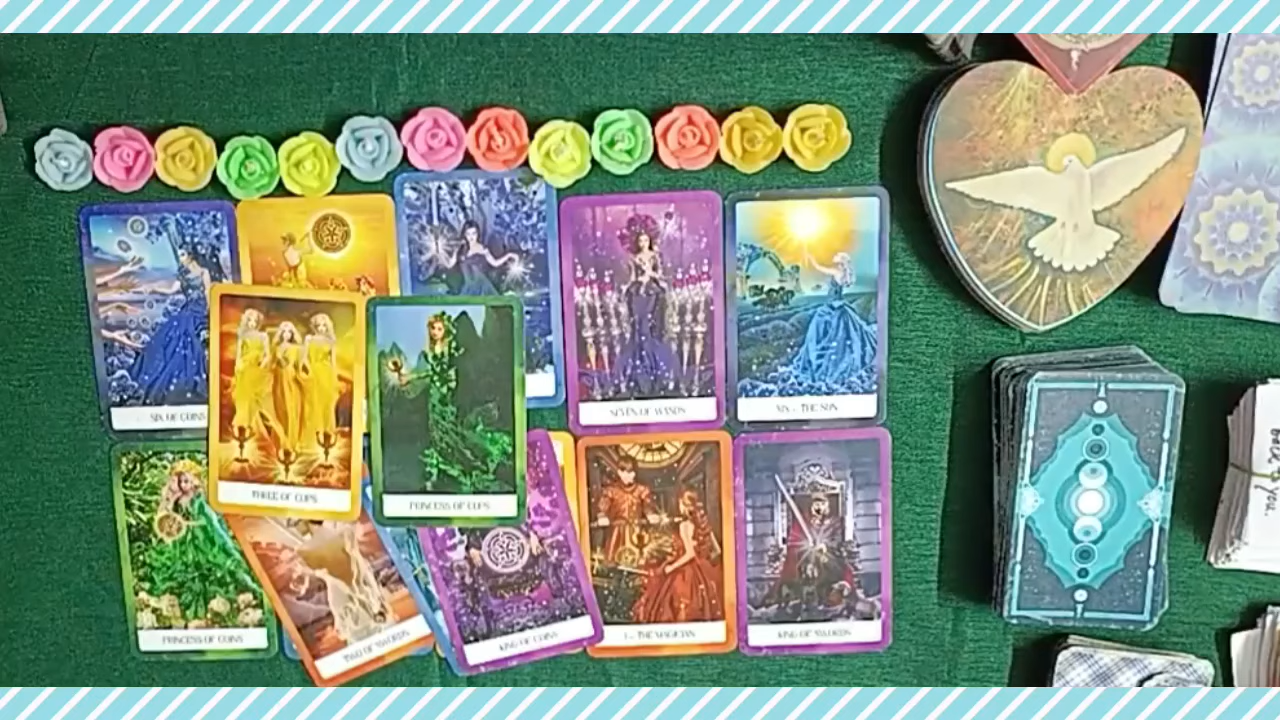 SIX OF COINS
SEVEN OF WANDS
XIX - THE SUN
THREE OF CUPS
PRINCESS OF CUPS
PRINCESS OF COINS
TWO OF SWORDS
KING OF COINS
I - THE MAGICIAN
KING OF SWORDS